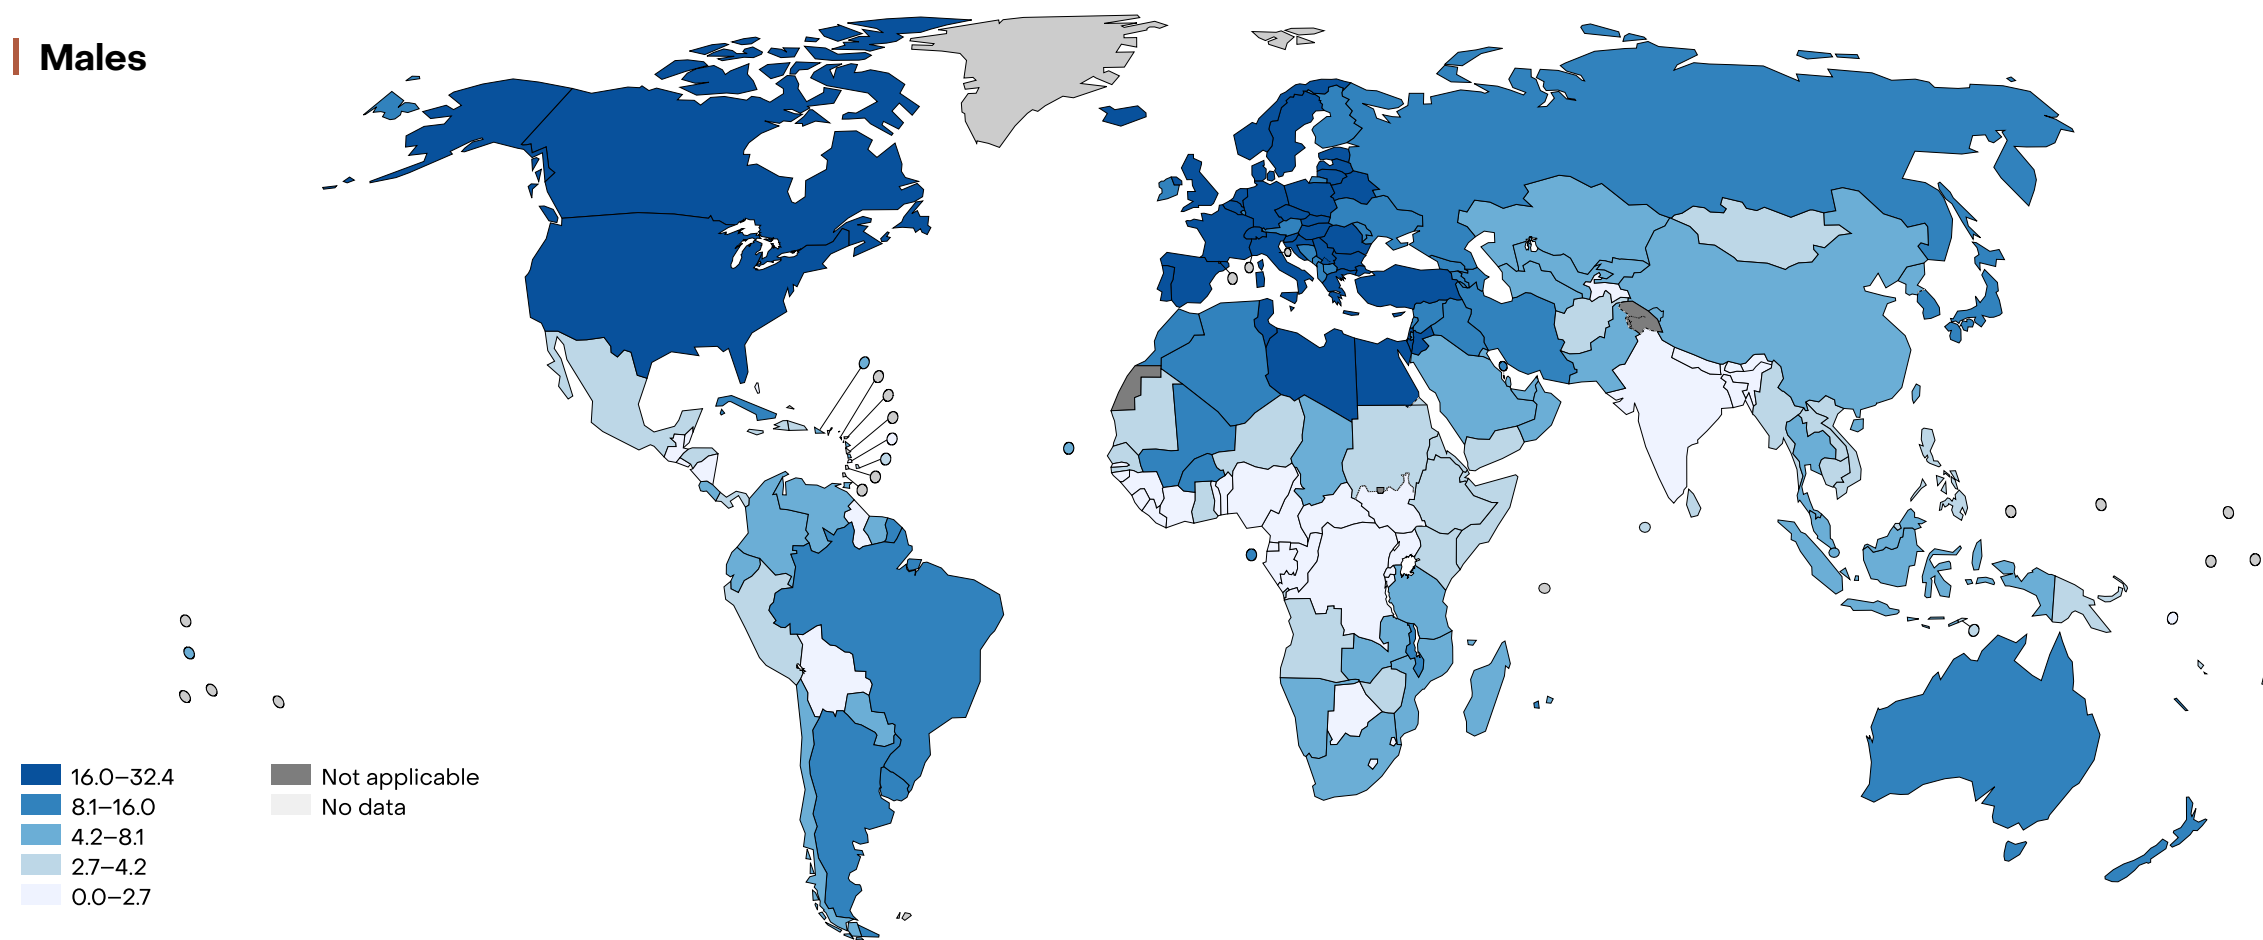 Males
16.0–32.4
8.1–16.0
4.2–8.1
2.7–4.2
0.0–2.7
Not applicable
No data